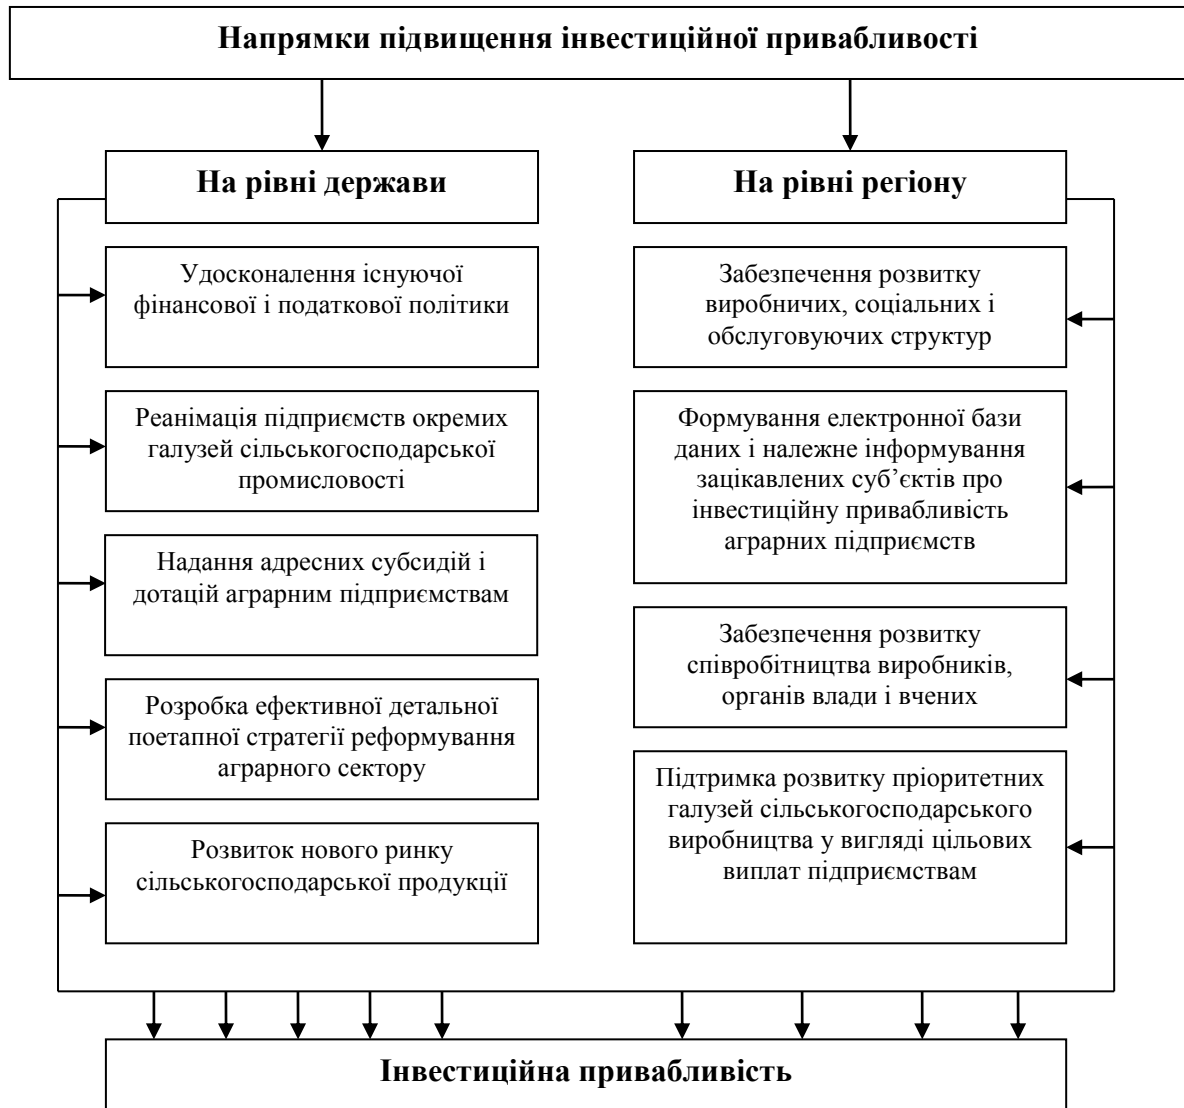 Напрямки підвищення інвестиційної привабливості
На рівні держави
Удосконалення існуючої
фінансової і податкової політики
Реанімація підприємств окремих
галузей сільськогосподарської
промисловості
Надання адресних субсидій і
дотацій аграрним підприємствам
Розробка ефективної детальної
поетапної стратегії реформування
аграрного сектору
Розвиток нового ринку
сільськогосподарської продукції
На рівні регіону
Забезпечення розвитку
виробничих, соціальних і
обслуговуючих структур
Формування електронної бази
даних і належне інформування
зацікавлених суб’єктів про
інвестиційну привабливість
аграрних підприємств
Забезпечення розвитку
співробітництва виробників,
органів влади і вчених
Підтримка розвитку пріоритетних
галузей сільськогосподарського
виробництва у вигляді цільових
виплат підприємствам
Інвестиційна привабливість